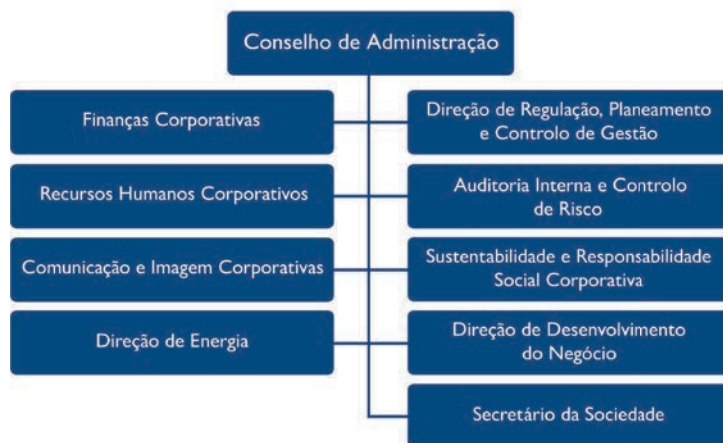 Conselho de Administração
Finanças Corporativas
Direção de Regulação, Planeamento
e Controlo de Gestão
Recursos Humanos Corporativos
Auditoria Interna e Controlo
de Risco
Comunicação e Imagem Corporativas
Sustentabilidade e Responsabilidade
Social Corporativa
Direção de Energia
Direção de Desenvolvimento
do Negócio
Secretário da Sociedade